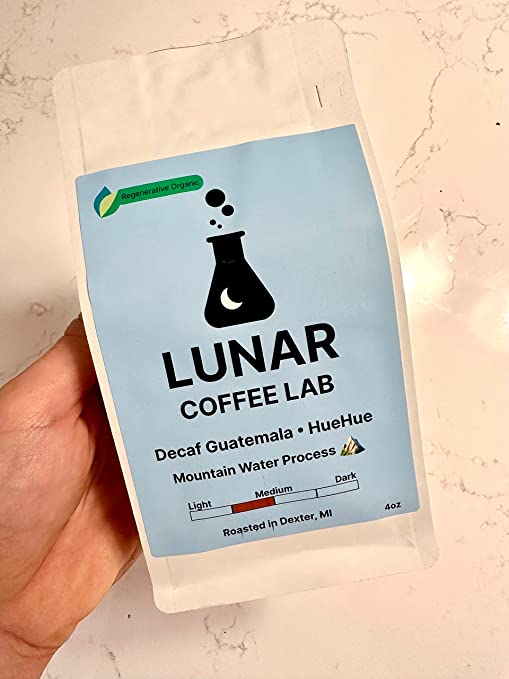 Regenerative Organic
LUNAR
COFFEE LAB
Decaf Guatemala • HueHue
Mountain Water Process
Light Medium Dark
Roasted in Dexter, MI
4oz